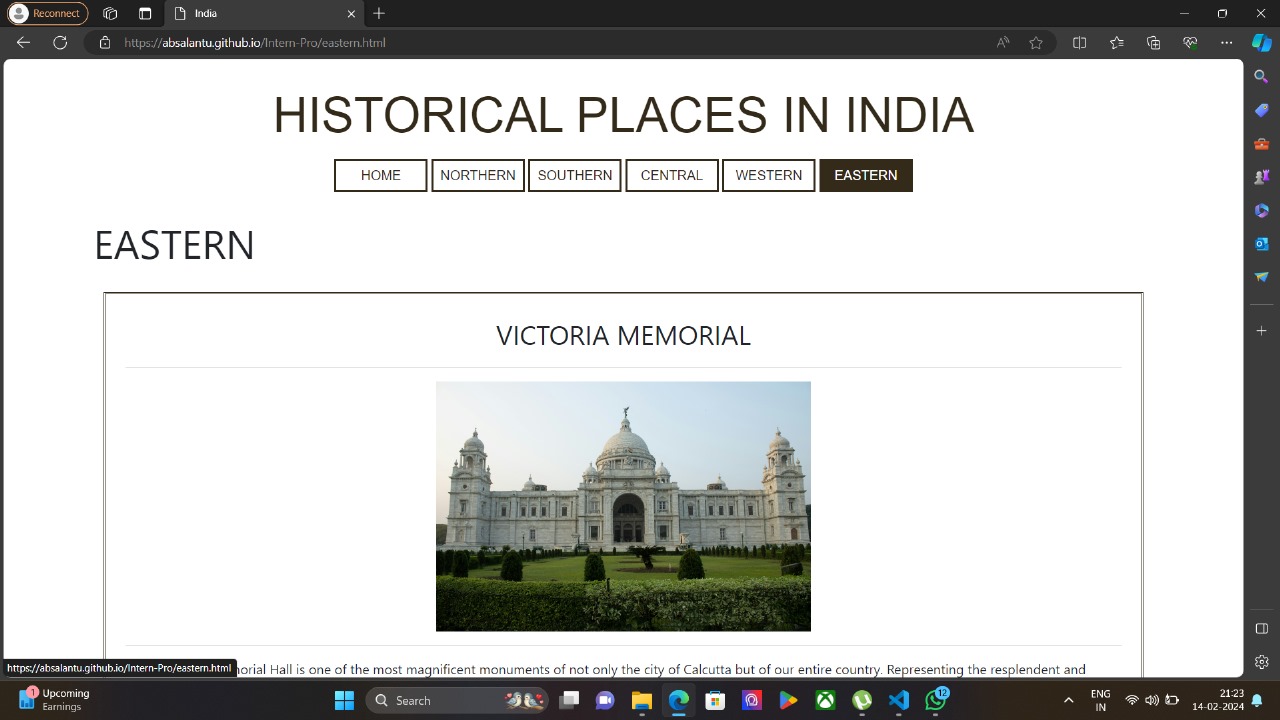 Reconnect
India
https://absalantu.github.io/Intern-Pro/eastern.html
HISTORICAL PLACES IN INDIA
HOME NORTHERN SOUTHERN CENTRAL WESTERN EASTERN
EASTERN
VICTORIA MEMORIAL
orial Hall is one of the most magnificent monuments of not only the city of Calcutta but of our entire country. Representing the resplendent and
https://absalantu.github.io/Intern-Pro/eastern.html
1
Upcoming
Earnings
Search
12
ENG
IN
21:23
14-02-2024